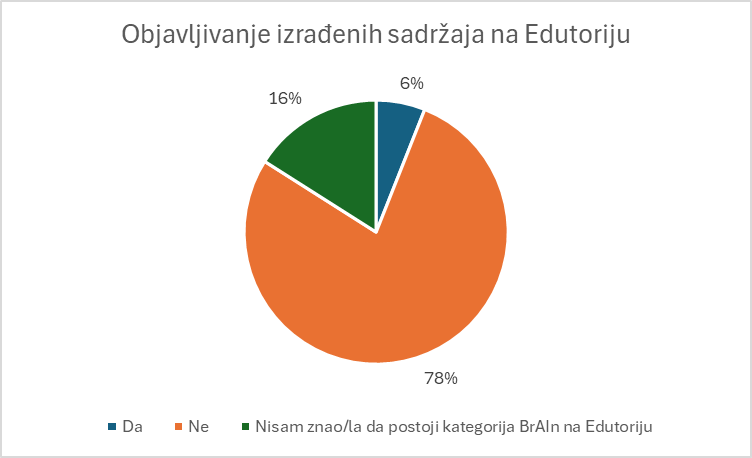 Objavljivanje izrađenih sadržaja na Edutoriju
6%
16%
78%
Da
Ne
Nisam znao/la da postoji kategorija BrAIn na Edutoriju